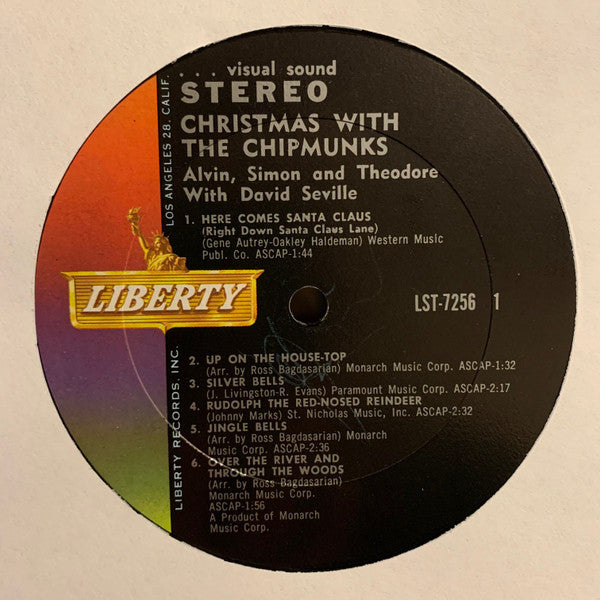 . . . visual sound
STEREO
CHRISTMAS WITH
THE CHIPMUNKS
Alvin, Simon and Theodore
With David Seville
1. HERE COMES SANTA CLAUS
(Right Down Santa Claus Lane)
(Gene Autrey-Oakley Haldeman) Western Music
Publ. Co. ASCAP-1:44
LIBERTY
LST-7256 1
2. UP ON THE HOUSE-TOP
(Arr. by Ross Bagdasarian) Monarch Music Corp. ASCAP-1:32
3. SILVER BELLS
(J. Livingston-R. Evans) Paramount Music Corp. ASCAP-2:17
4. RUDOLPH THE RED-NOSED REINDEER
(Johnny Marks) St. Nicholas Music, Inc. ASCAP-2:32
5. JINGLE BELLS
(Arr. by Ross Bagdasarian) Monarch
Music Corp. ASCAP-2:36
6. OVER THE RIVER AND
THROUGH THE WOODS
(Arr. by Ross Bagdasarian)
Monarch Music Corp.
ASCAP-1:56
A Product of Monarch
Music Corp.
LIBERTY RECORDS, INC.
LOS ANGELES 28, CALIF.